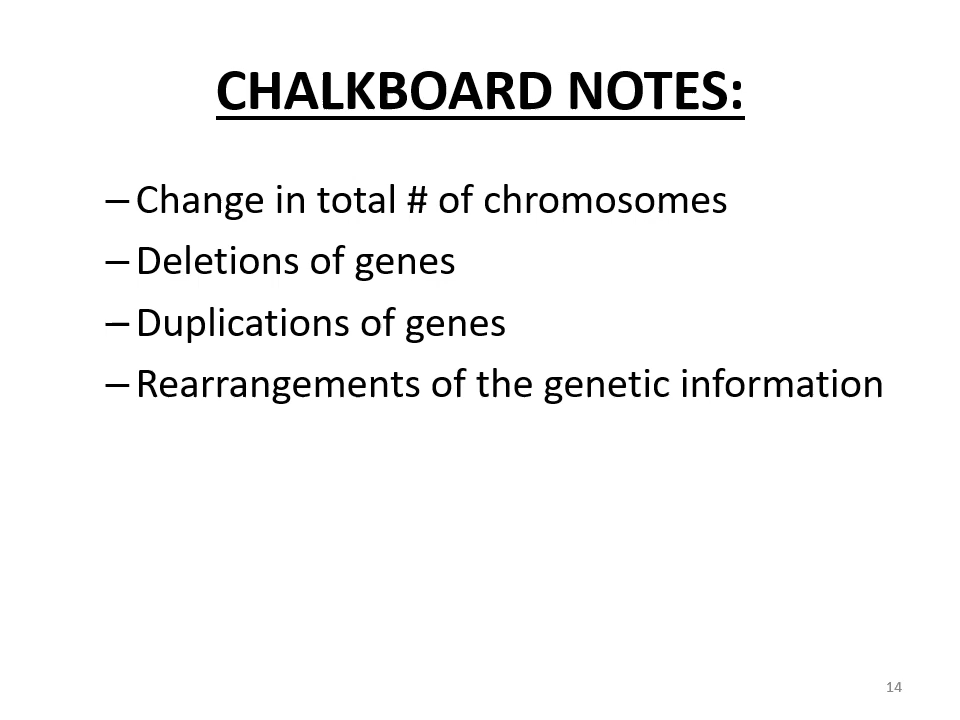 CHALKBOARD NOTES:
– Change in total # of chromosomes
– Deletions of genes
– Duplications of genes
– Rearrangements of the genetic information
14